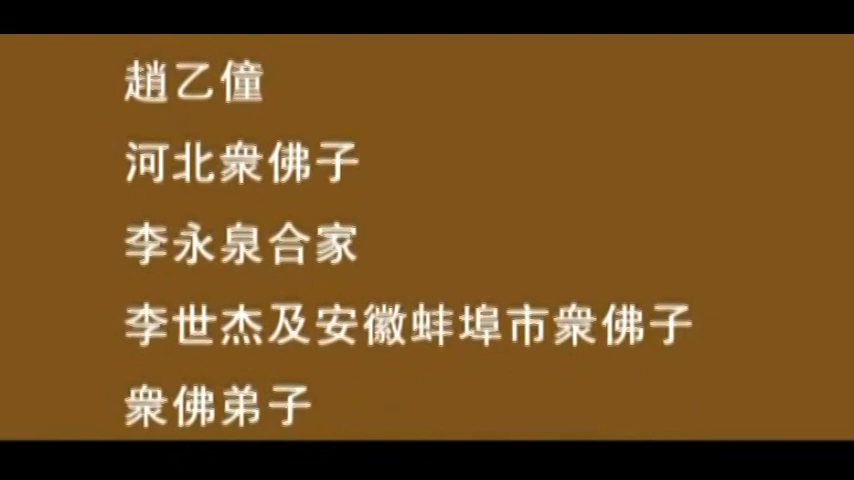 趙乙僮
河北衆佛子
李永泉合家
李世杰及安徽蚌埠市衆佛子
衆佛弟子